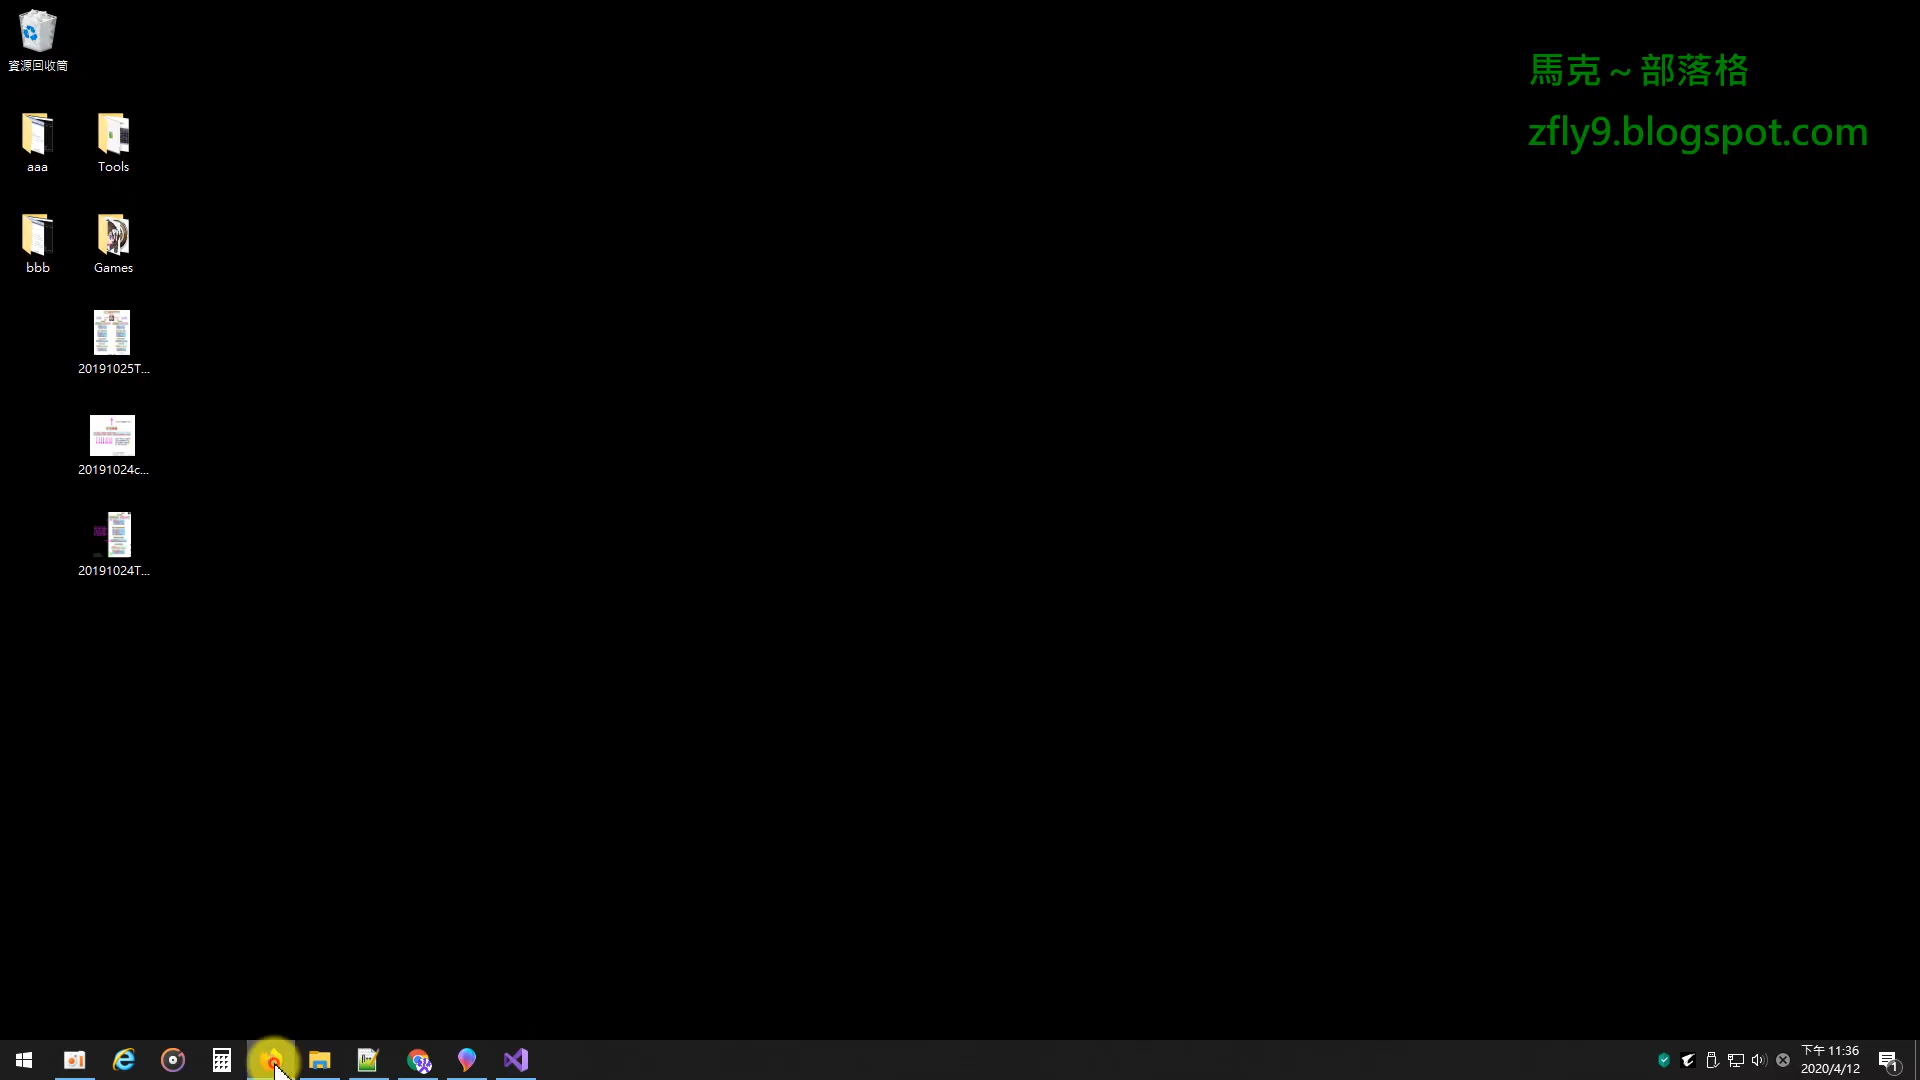 資源回收筒
馬克～部落格
zfly9.blogspot.com
aaa
Tools
bbb
Games
20191025T...
20191024c...
20191024T...
下午 11:36
2020/4/12
1